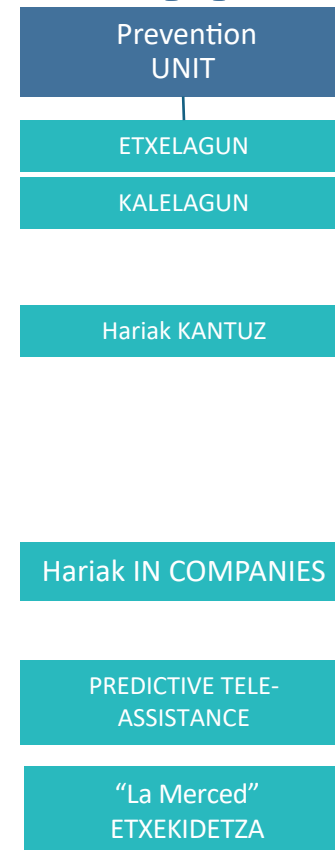 Prevention
UNIT
ETXELAGUN
KALELAGUN
Hariak KANTUZ
Hariak IN COMPANIES
PREDICTIVE TELE-
ASSISTANCE
“La Merced”
ETXEKIDETZA